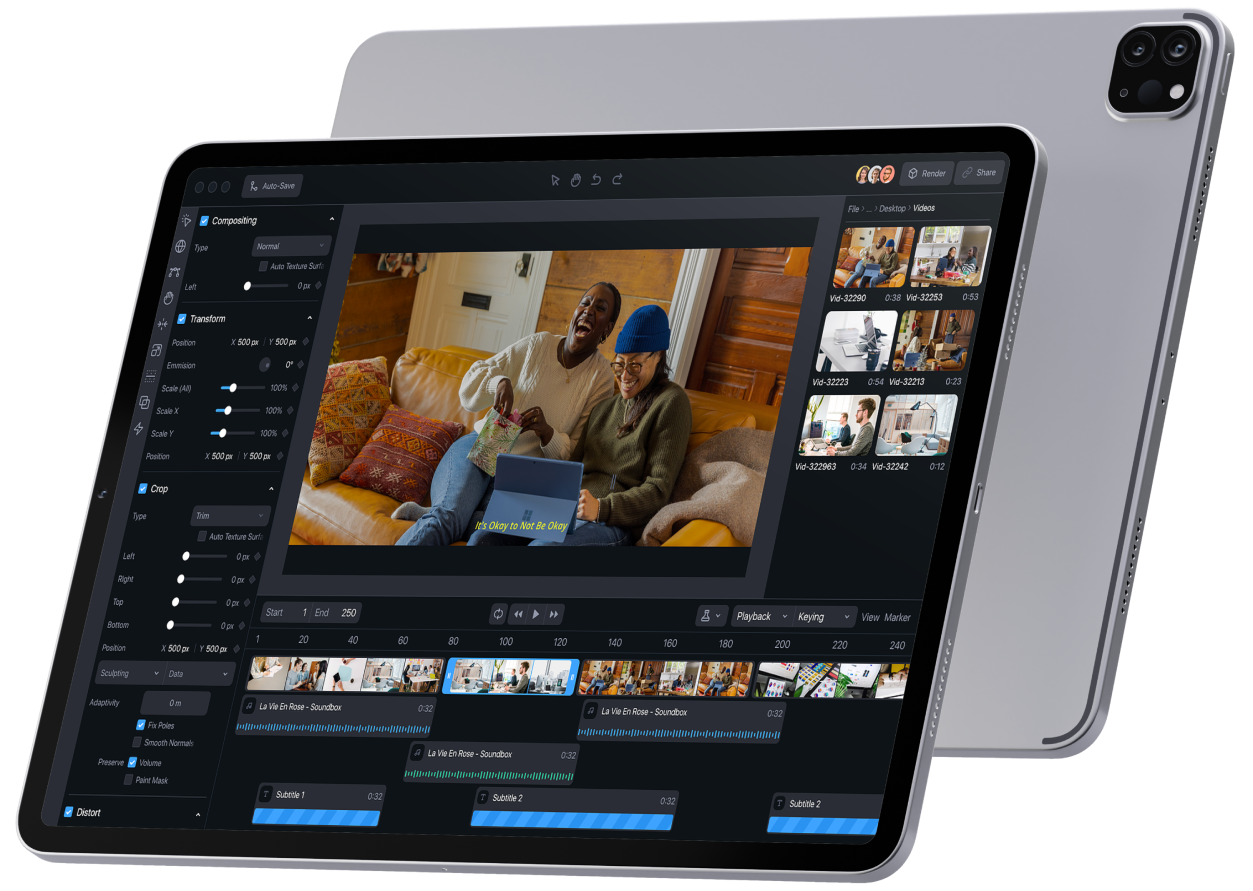 Auto-Save
Render
Share
Compositing
Type
Normal
Auto Texture Surf
Left
0 px
Transform
Position
X 500 px
Y 500 px
Emmision
0°
Scale (All)
100%
Scale X
100%
Scale Y
100%
Position
X 500 px
Y 500 px
Crop
Type
Trim
Auto Texture Surf
Left
0 px
Right
0 px
Top
0 px
Bottom
0 px
Position
X 500 px
Y 500 px
Sculpting
Data
Adaptivity
0 m
Fix Poles
Smooth Normals
Preserve
Volume
Paint Mask
Distort
It's Okay to Not Be Okay
File > ... > Desktop > Videos
Vid-32290 0:38
Vid-32253 0:53
Vid-32223 0:54
Vid-32213 0:23
Vid-322963 0:34
Vid-32242 0:12
Start 1 End 250
Playback
Keying
View
Marker
1 20 40 60 80 100 120 140 160 180 200 220 240
La Vie En Rose - Soundbox 0:32
La Vie En Rose - Soundbox 0:32
La Vie En Rose - Soundbox 0:32
T Subtitle 1 0:32
T Subtitle 2 0:32
T Subtitle 2